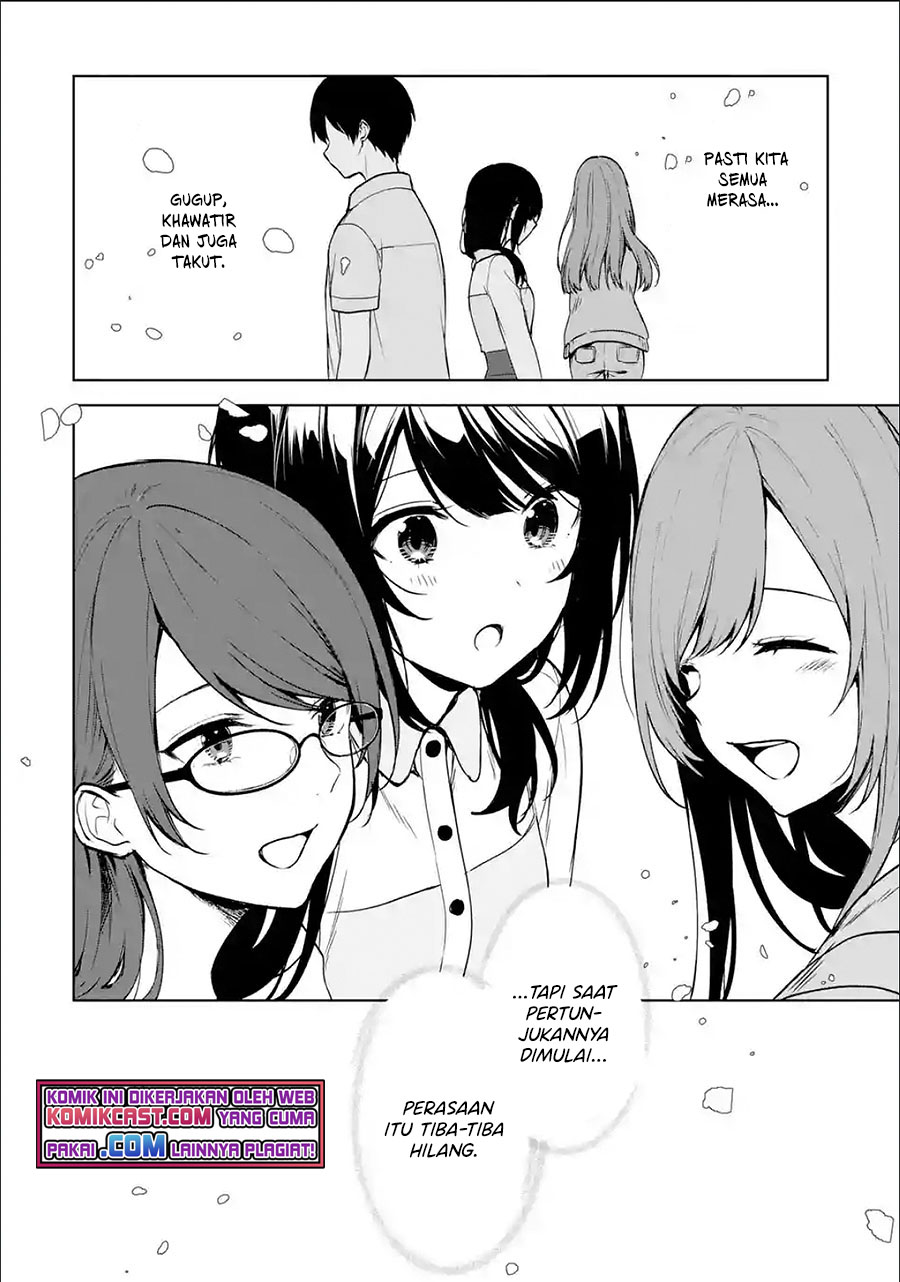 PASTI KITA
SEMUA
MERASA...
GUGUP,
KHAWATIR
DAN JUGA
TAKUT.
...TAPI SAAT
PERTUN-
JUKANNYA
DIMULAI...
PERASAAN
ITU TIBA-TIBA
HILANG.
KOMIK INI DIKERJAKAN OLEH WEB
KOMIKCAST.COM YANG CUMA
PAKAI .COM LAINNYA PLAGIAT!